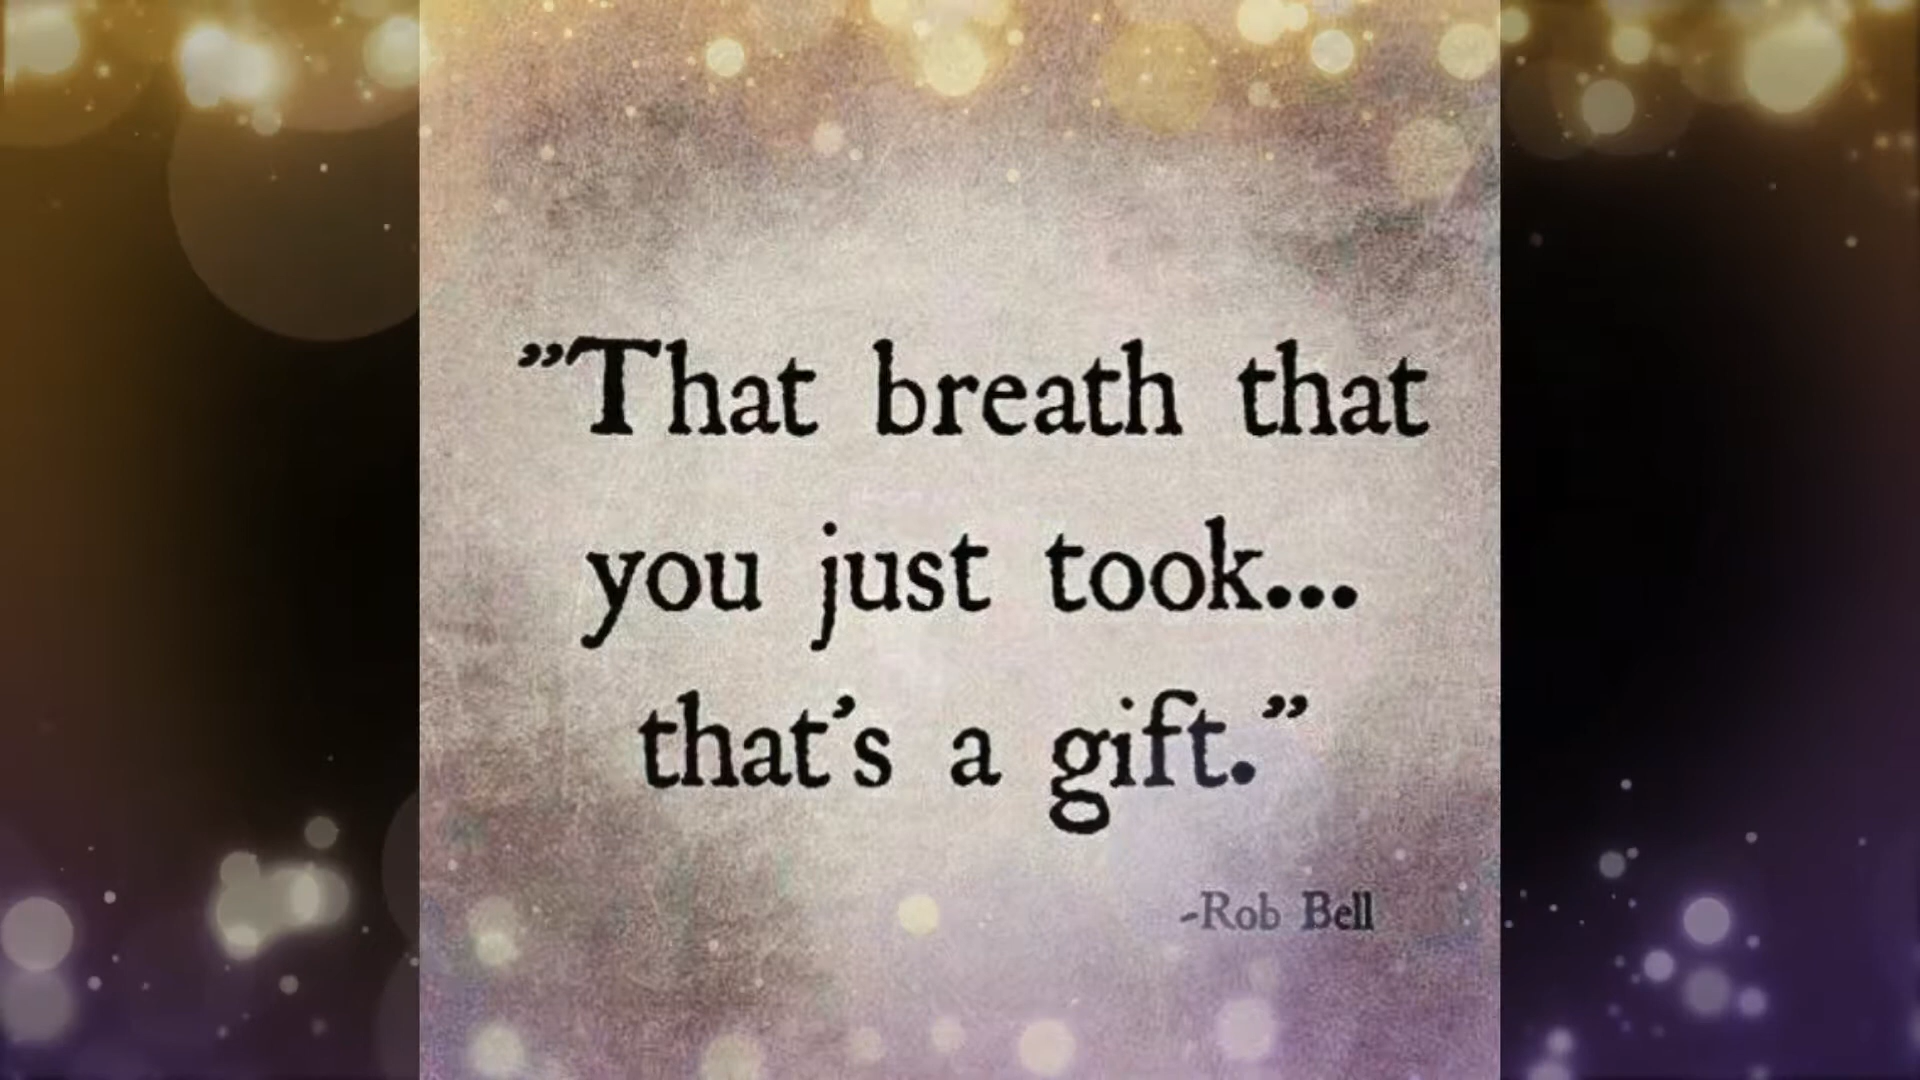 ”That breath that
you just took...
that’s a gift.”
-Rob Bell